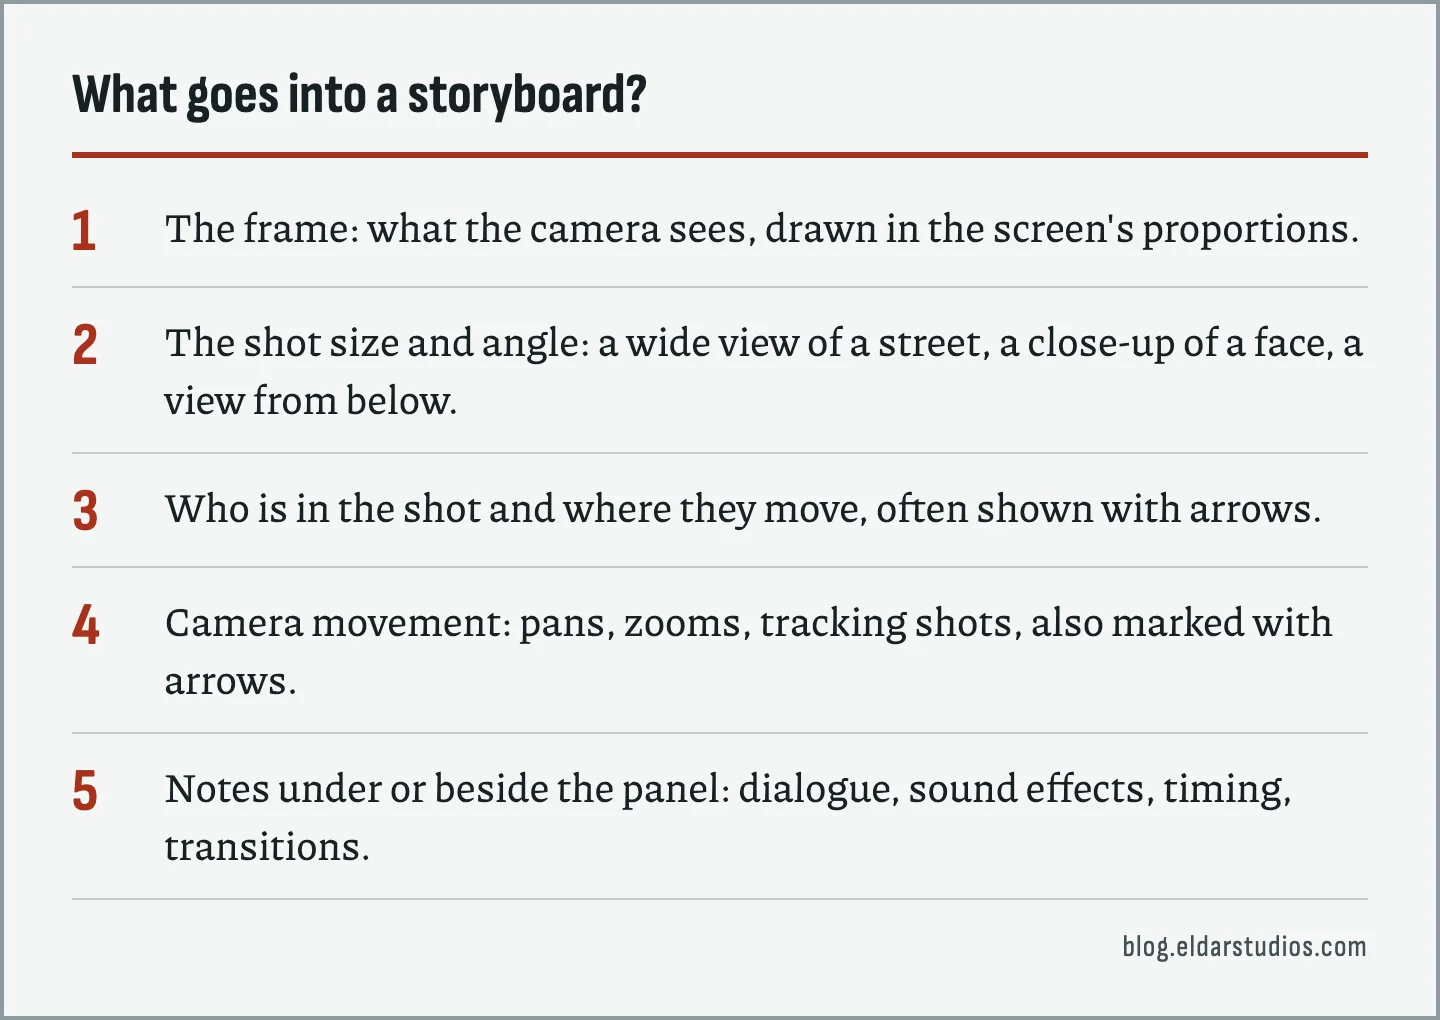 What goes into a storyboard?
1 The frame: what the camera sees, drawn in the screen's proportions.
2 The shot size and angle: a wide view of a street, a close-up of a face, a
view from below.
3 Who is in the shot and where they move, often shown with arrows.
4 Camera movement: pans, zooms, tracking shots, also marked with
arrows.
5 Notes under or beside the panel: dialogue, sound effects, timing,
transitions.
blog.eldarstudios.com